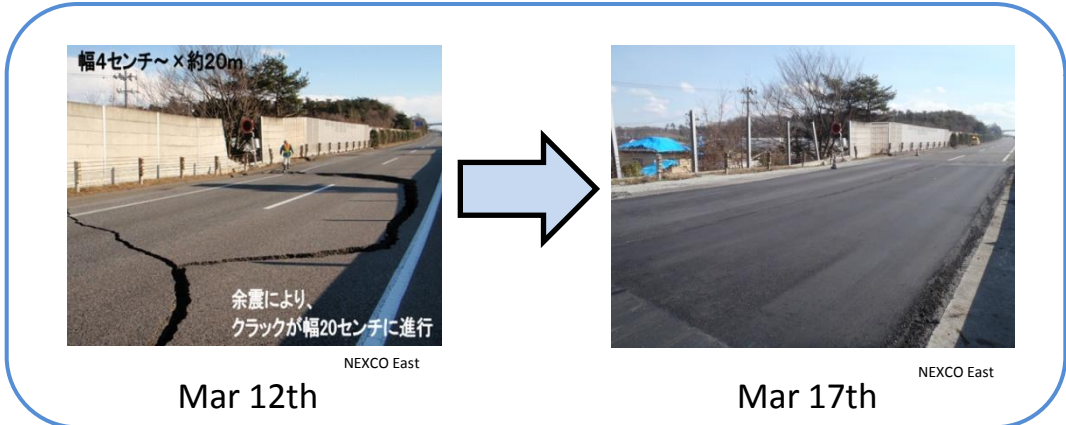 幅4センチ～×約20m
余震により、
クラックが幅20センチに進行
NEXCO East
Mar 12th
NEXCO East
Mar 17th